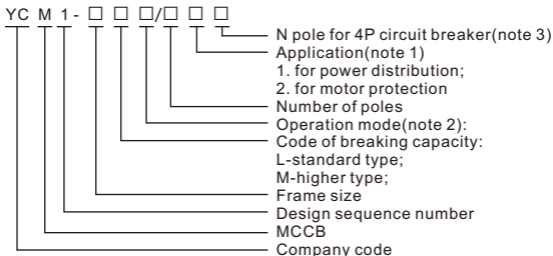 YC M 1 - □ □ □/□ □ □
N pole for 4P circuit breaker(note 3)
Application(note 1)
1. for power distribution;
2. for motor protection
Number of poles
Operation mode(note 2):
Code of breaking capacity:
L-standard type;
M-higher type;
Frame size
Design sequence number
MCCB
Company code